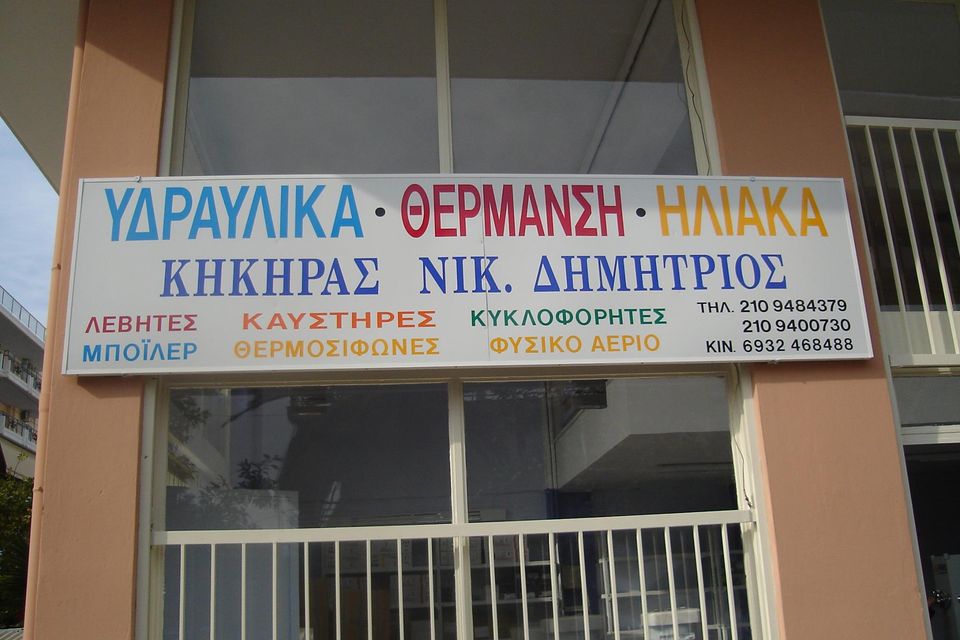 ΥΔΡΑΥΛΙΚΑ • ΘΕΡΜΑΝΣΗ • ΗΛΙΑΚΑ
ΚΗΚΗΡΑΣ ΝΙΚ. ΔΗΜΗΤΡΙΟΣ
ΛΕΒΗΤΕΣ ΚΑΥΣΤΗΡΕΣ ΚΥΚΛΟΦΟΡΗΤΕΣ ΤΗΛ. 210 9484379
210 9400730
ΜΠΟΪΛΕΡ ΘΕΡΜΟΣΙΦΩΝΕΣ ΦΥΣΙΚΟ ΑΕΡΙΟ ΚΙΝ. 6932 468488